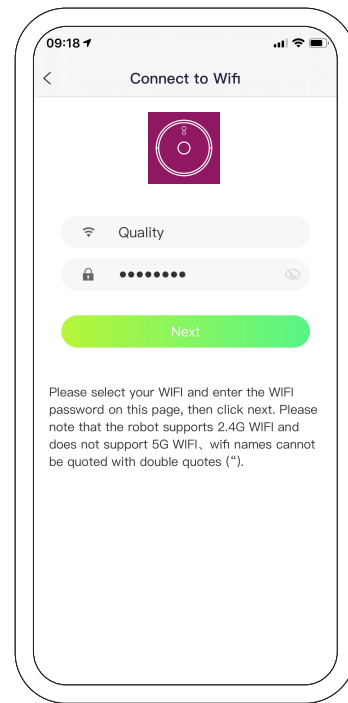 09:18
Connect to Wifi
Quality
••••••••
Next
Please select your WIFI and enter the WIFI
password on this page, then click next. Please
note that the robot supports 2.4G WIFI and
does not support 5G WIFI、wifi names cannot
be quoted with double quotes (“).